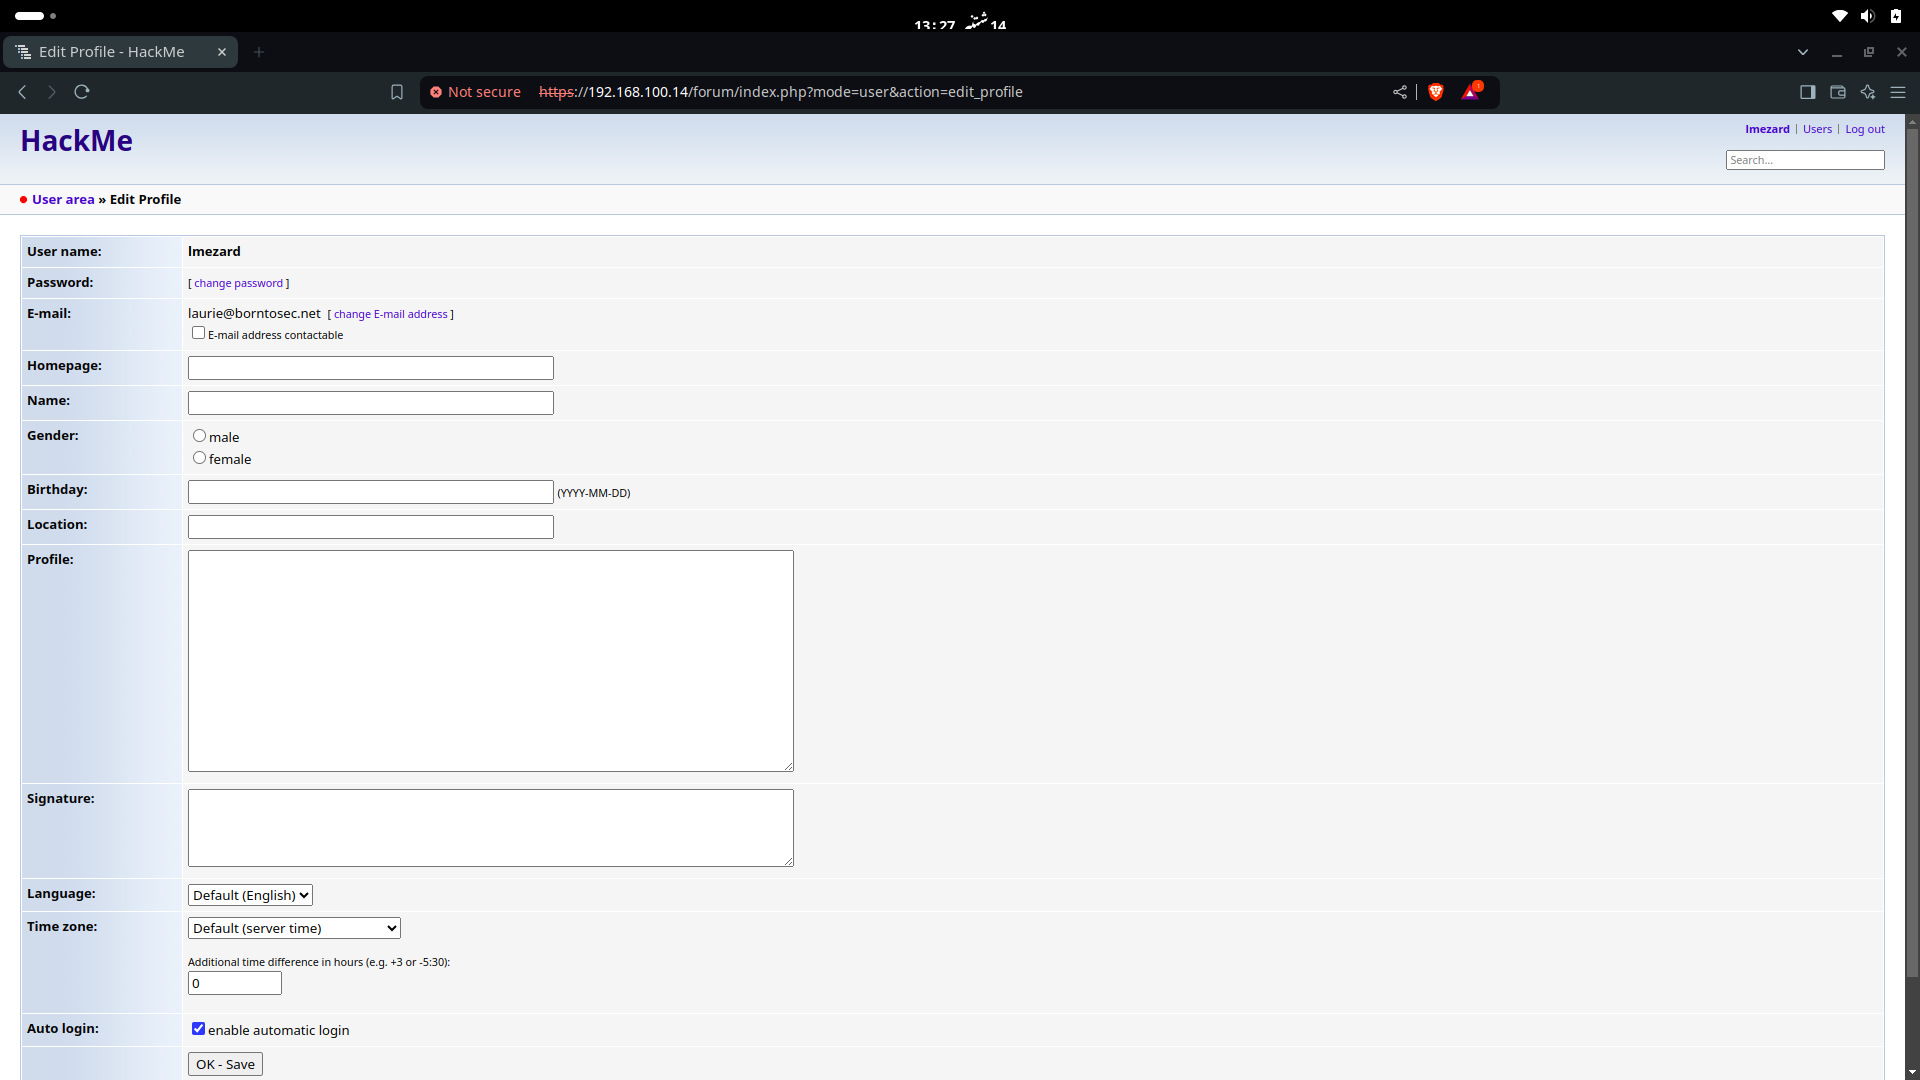 13:27 14
Edit Profile - HackMe
Not secure https://192.168.100.14/forum/index.php?mode=user&action=edit_profile
HackMe
lmezard | Users | Log out
Search...
User area » Edit Profile
User name: lmezard
Password: [ change password ]
E-mail: laurie@borntosec.net [ change E-mail address ]
E-mail address contactable
Homepage:
Name:
Gender: male
female
Birthday: (YYYY-MM-DD)
Location:
Profile:
Signature:
Language: Default (English)
Time zone: Default (server time)
Additional time difference in hours (e.g. +3 or -5:30):
0
Auto login: enable automatic login
OK - Save